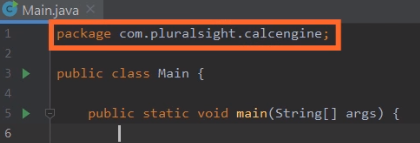 Main.java
1 package com.pluralsight.calcengine;
2
3 public class Main {
4
5 public static void main(String[] args) {
6